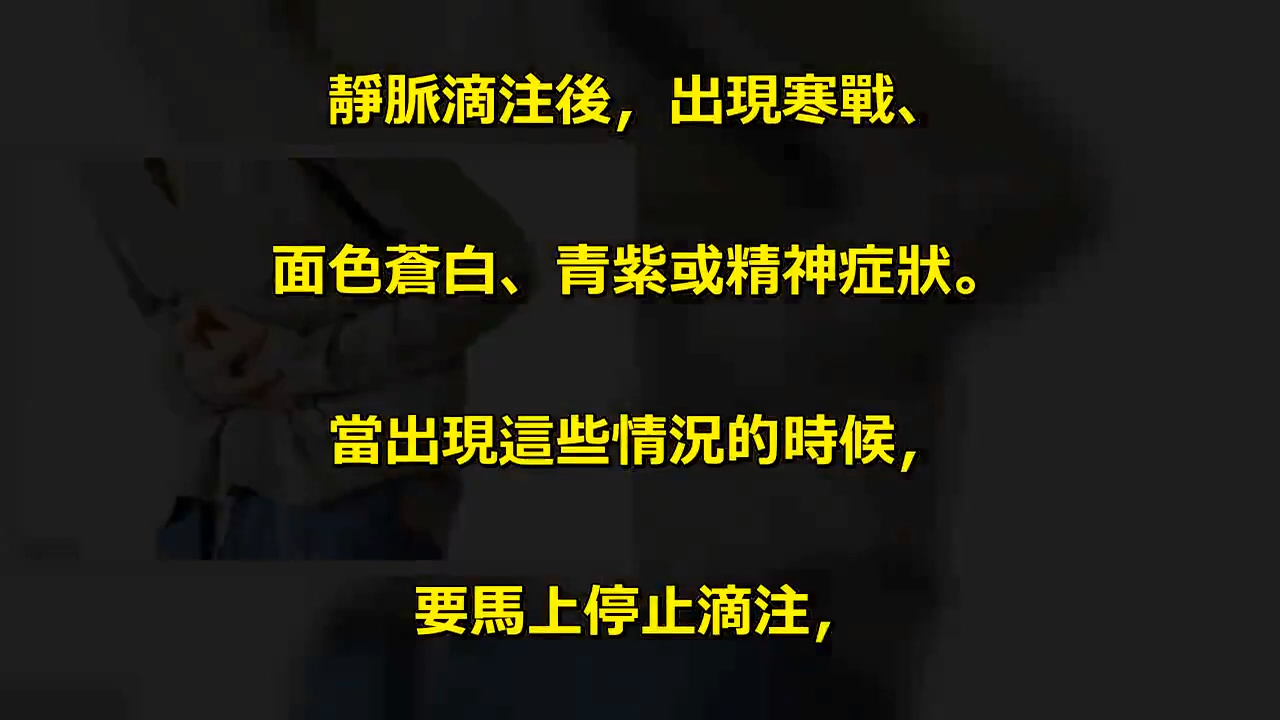 靜脈滴注後，出現寒戰、
面色蒼白、青紫或精神症狀。
當出現這些情況的時候，
要馬上停止滴注，